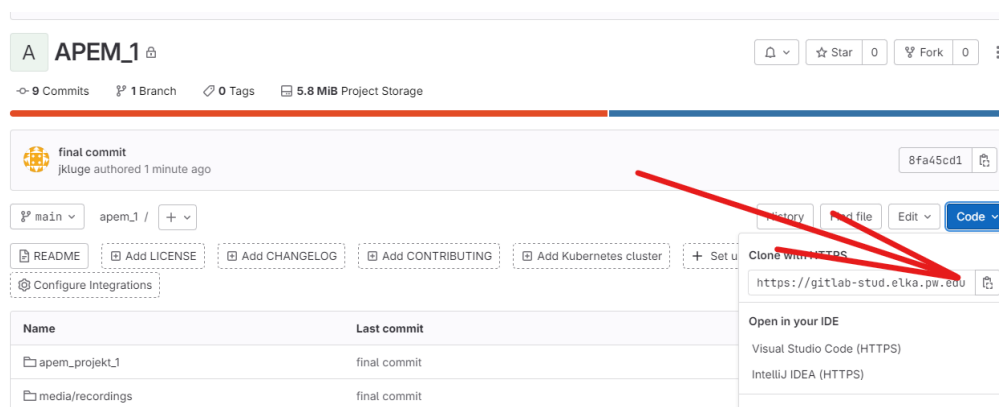 A APEM_1
Star 0 Fork 0
9 Commits 1 Branch 0 Tags 5.8 MiB Project Storage
final commit
jkluge authored 1 minute ago
8fa45cd1
main apem_1 / + History Find file Edit Code
README Add LICENSE Add CHANGELOG Add CONTRIBUTING Add Kubernetes cluster + Set u
Configure Integrations
Clone with HTTPS
https://gitlab-stud.elka.pw.edu
Open in your IDE
Visual Studio Code (HTTPS)
IntelliJ IDEA (HTTPS)
Name Last commit
apem_projekt_1 final commit
media/recordings final commit